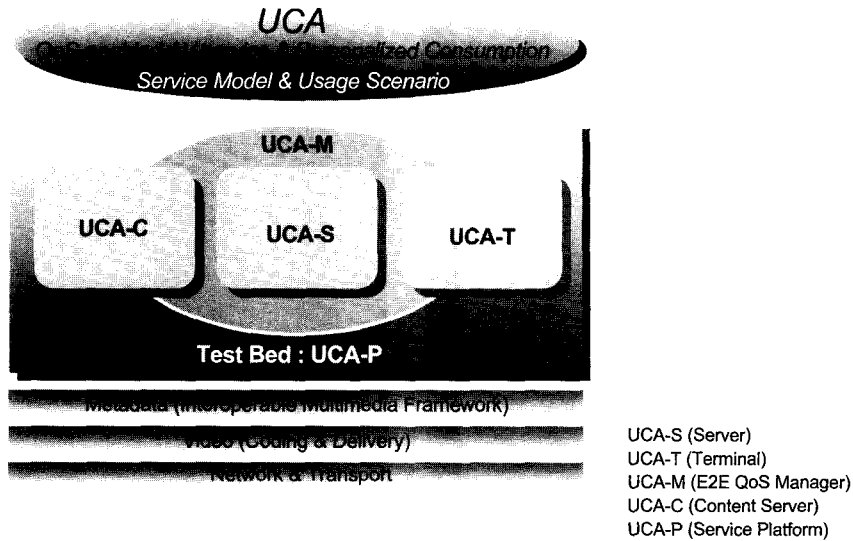 UCA
Consumption
Service Model & Usage Scenario
UCA-M
UCA-C
UCA-S
UCA-T
Test Bed : UCA-P
Metadata (Interoperable Multimedia Framework)
Video (Coding & Delivery)
Network & Transport
UCA-S (Server)
UCA-T (Terminal)
UCA-M (E2E QoS Manager)
UCA-C (Content Server)
UCA-P (Service Platform)